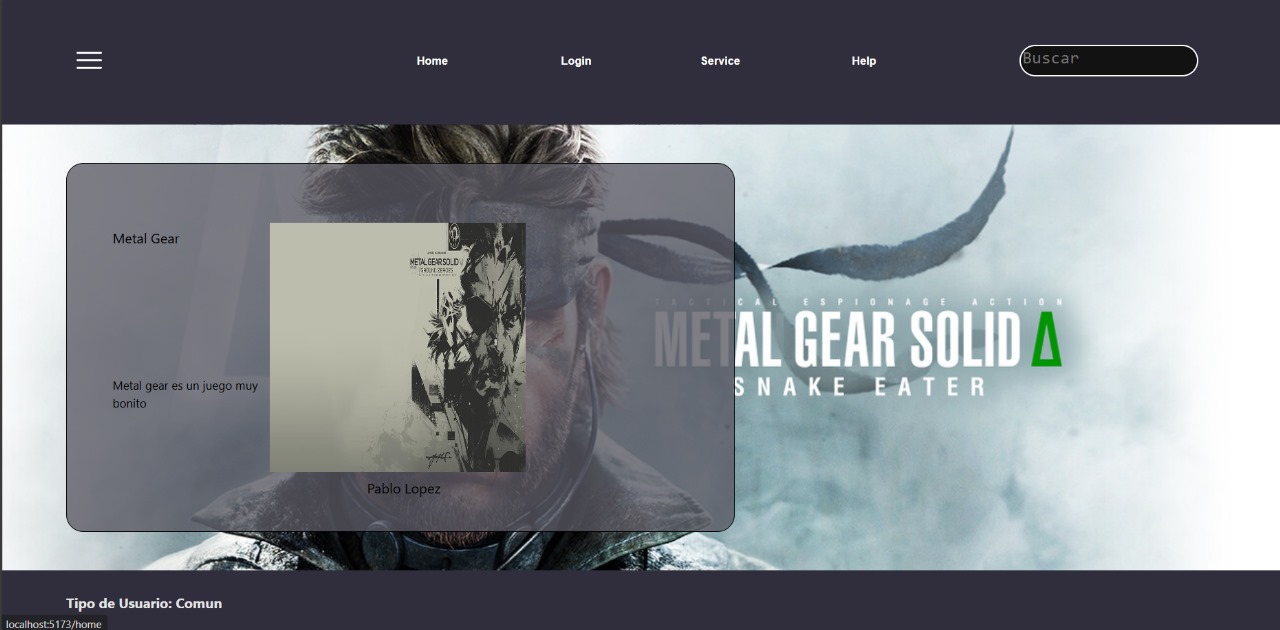 Home
Login
Service
Help
Buscar
Metal Gear
METAL GEAR SOLID V
GROUND ZEROES
TACTICAL ESPIONAGE ACTION
METAL GEAR SOLID Δ
SNAKE EATER
Metal gear es un juego muy
bonito
Pablo Lopez
Tipo de Usuario: Comun
localhost:5173/home